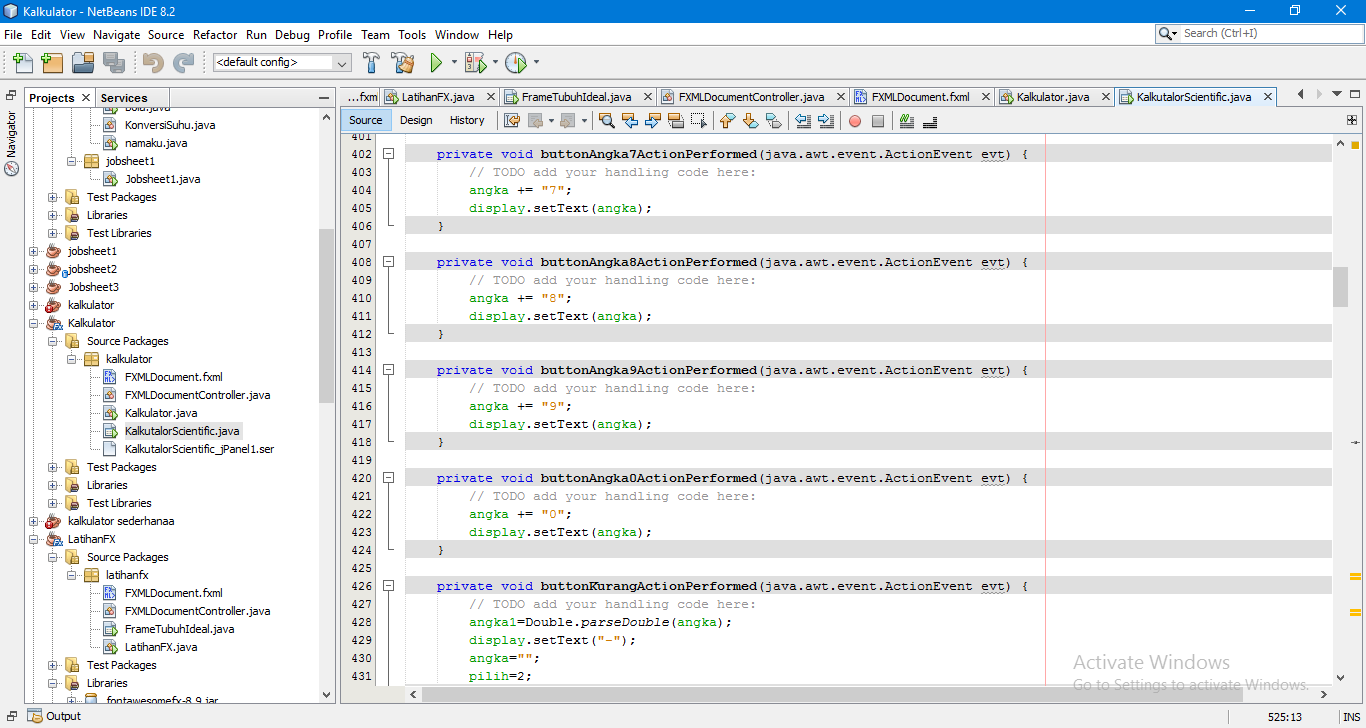 Kalkulator - NetBeans IDE 8.2
File Edit View Navigate Source Refactor Run Debug Profile Team Tools Window Help
Search (Ctrl+I)
<default config>
Projects Services
...fxm LatihanFX.java FrameTubuhIdeal.java FXMLDocumentController.java FXMLDocument.fxml Kalkulator.java KalkutalorScientific.java
Source Design History
Navigator
KonversiSuhu.java
namaku.java
jobsheet1
Jobsheet1.java
Test Packages
Libraries
Test Libraries
jobsheet1
jobsheet2
Jobsheet3
kalkulator
Kalkulator
Source Packages
kalkulator
FXMLDocument.fxml
FXMLDocumentController.java
Kalkulator.java
KalkutalorScientific.java
KalkutalorScientific_jPanel1.ser
Test Packages
Libraries
Test Libraries
kalkulator sederhanaa
LatihanFX
Source Packages
latihanfx
FXMLDocument.fxml
FXMLDocumentController.java
FrameTubuhIdeal.java
LatihanFX.java
Test Packages
Libraries
fontawesomefx-8.9.jar
401
402 private void buttonAngka7ActionPerformed(java.awt.event.ActionEvent evt) {
403 // TODO add your handling code here:
404 angka += "7";
405 display.setText(angka);
406 }
407
408 private void buttonAngka8ActionPerformed(java.awt.event.ActionEvent evt) {
409 // TODO add your handling code here:
410 angka += "8";
411 display.setText(angka);
412 }
413
414 private void buttonAngka9ActionPerformed(java.awt.event.ActionEvent evt) {
415 // TODO add your handling code here:
416 angka += "9";
417 display.setText(angka);
418 }
419
420 private void buttonAngka0ActionPerformed(java.awt.event.ActionEvent evt) {
421 // TODO add your handling code here:
422 angka += "0";
423 display.setText(angka);
424 }
425
426 private void buttonKurangActionPerformed(java.awt.event.ActionEvent evt) {
427 // TODO add your handling code here:
428 angka1=Double.parseDouble(angka);
429 display.setText("-");
430 angka="";
431 pilih=2;
Activate Windows
Go to Settings to activate Windows.
Output
525:13 INS